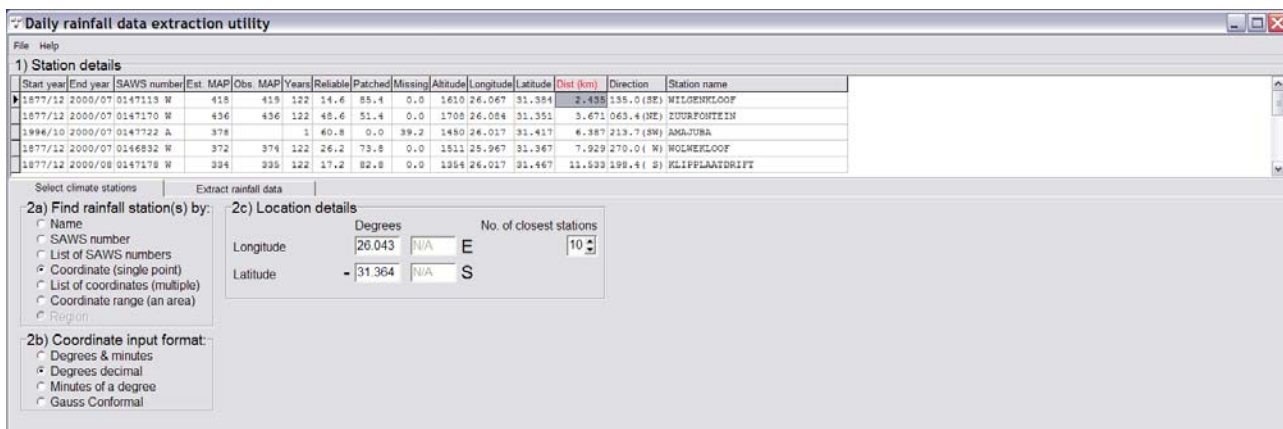 Daily rainfall data extraction utility
File Help
1) Station details
Start year End year SAWS number Est. MAP Obs. MAP Years Reliable Patched Missing Altitude Longitude Latitude Dist (km) Direction Station name
1877/12 2000/07 0147113 W 418 419 122 14.6 85.4 0.0 1610 26.067 31.384 2.435 135.0(SE) WILGENKLOOF
1877/12 2000/07 0147170 W 436 436 122 48.6 51.4 0.0 1708 26.084 31.351 3.671 063.4(NE) ZUURFONTEIN
1996/10 2000/07 0147722 A 378 1 60.8 0.0 39.2 1450 26.017 31.417 6.387 213.7(SW) AMAJUBA
1877/12 2000/07 0146832 W 372 374 122 26.2 73.8 0.0 1511 25.967 31.367 7.929 270.0( W) WOLWEKLOOF
1877/12 2000/08 0147178 W 334 335 122 17.2 82.8 0.0 1354 26.017 31.467 11.533 198.4( S) KLIPPLAATDRIFT
Select climate stations Extract rainfall data
2a) Find rainfall station(s) by:
Name
SAWS number
List of SAWS numbers
Coordinate (single point)
List of coordinates (multiple)
Coordinate range (an area)
Region
2b) Coordinate input format:
Degrees & minutes
Degrees decimal
Minutes of a degree
Gauss Conformal
2c) Location details
Degrees No. of closest stations
Longitude 26.043 N/A E 10
Latitude - 31.364 N/A S